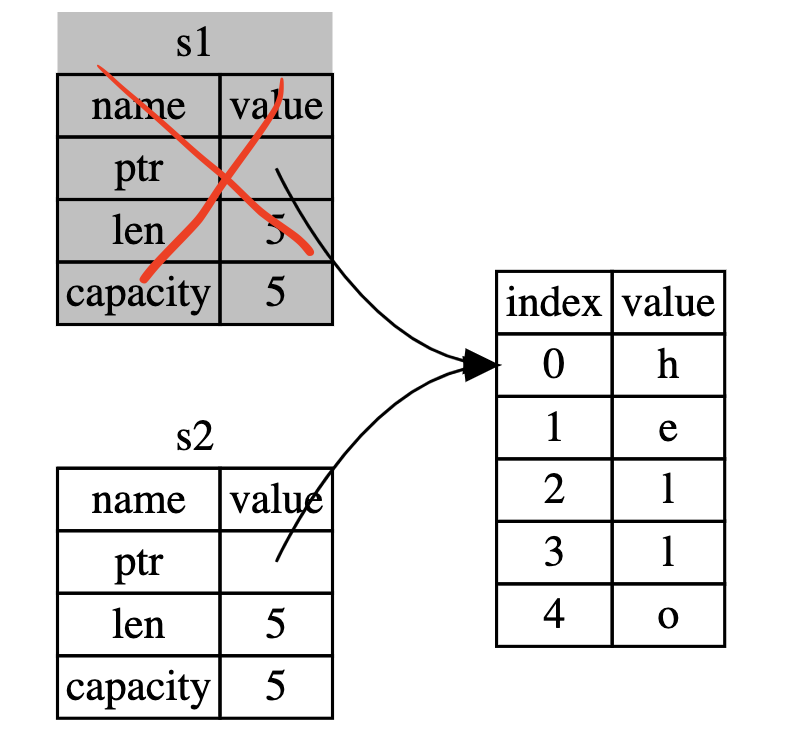 s1
name value
ptr
len 5
capacity 5
s2
name value
ptr
len 5
capacity 5
index value
0 h
1 e
2 l
3 l
4 o